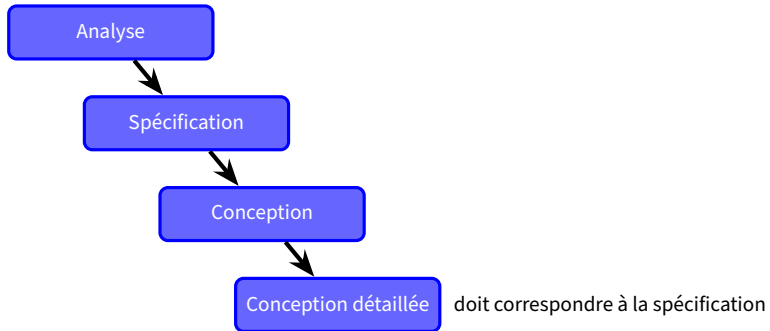 Analyse
Spécification
Conception
Conception détaillée doit correspondre à la spécification